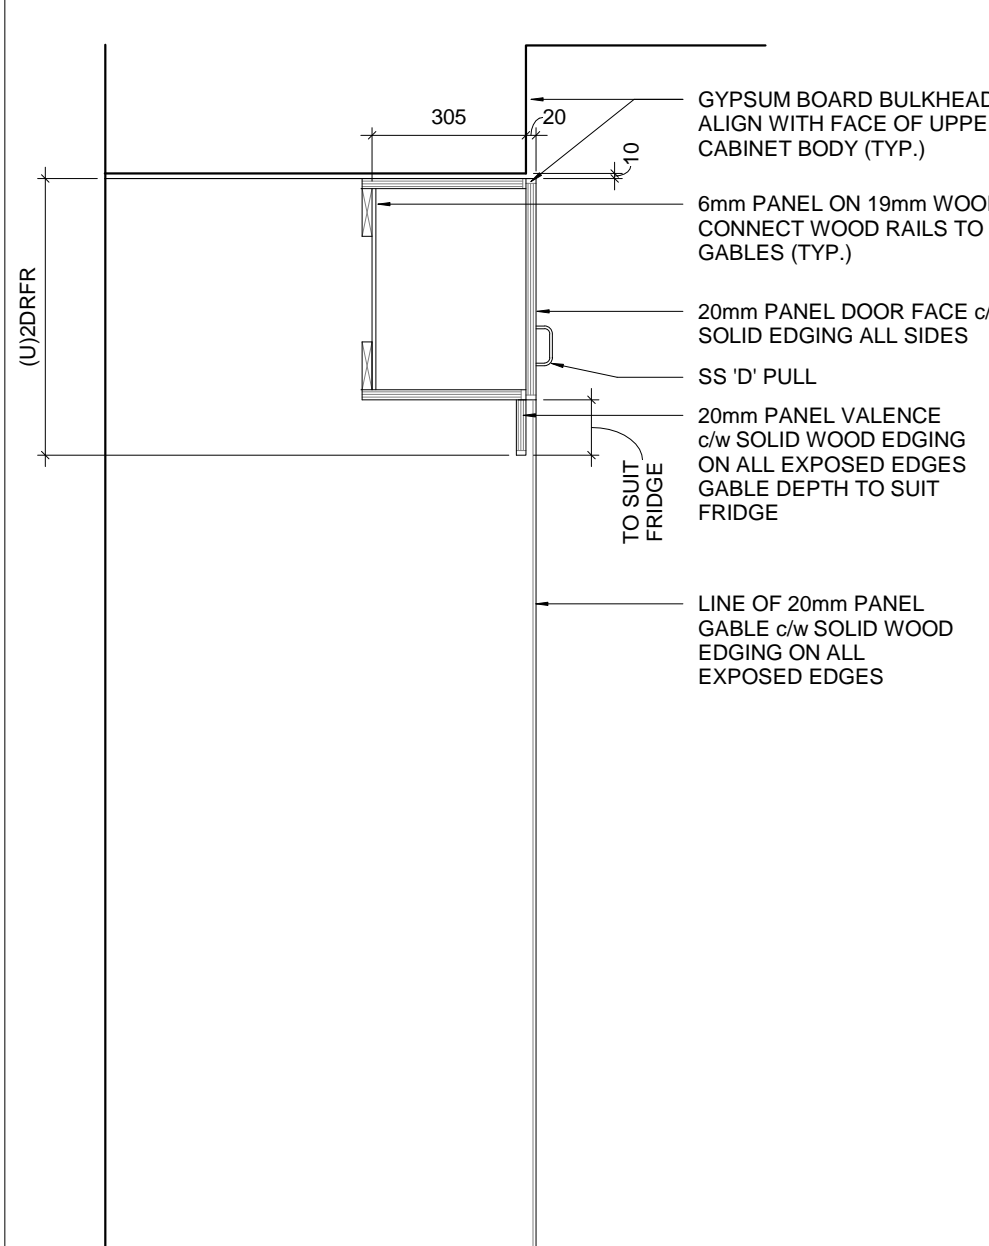 305
20
10
GYPSUM BOARD BULKHEAD
ALIGN WITH FACE OF UPPE
CABINET BODY (TYP.)
6mm PANEL ON 19mm WOO
CONNECT WOOD RAILS TO
GABLES (TYP.)
(U)2DRFR
20mm PANEL DOOR FACE c/
SOLID EDGING ALL SIDES
SS 'D' PULL
20mm PANEL VALENCE
c/w SOLID WOOD EDGING
ON ALL EXPOSED EDGES
GABLE DEPTH TO SUIT
FRIDGE
TO SUIT
FRIDGE
LINE OF 20mm PANEL
GABLE c/w SOLID WOOD
EDGING ON ALL
EXPOSED EDGES